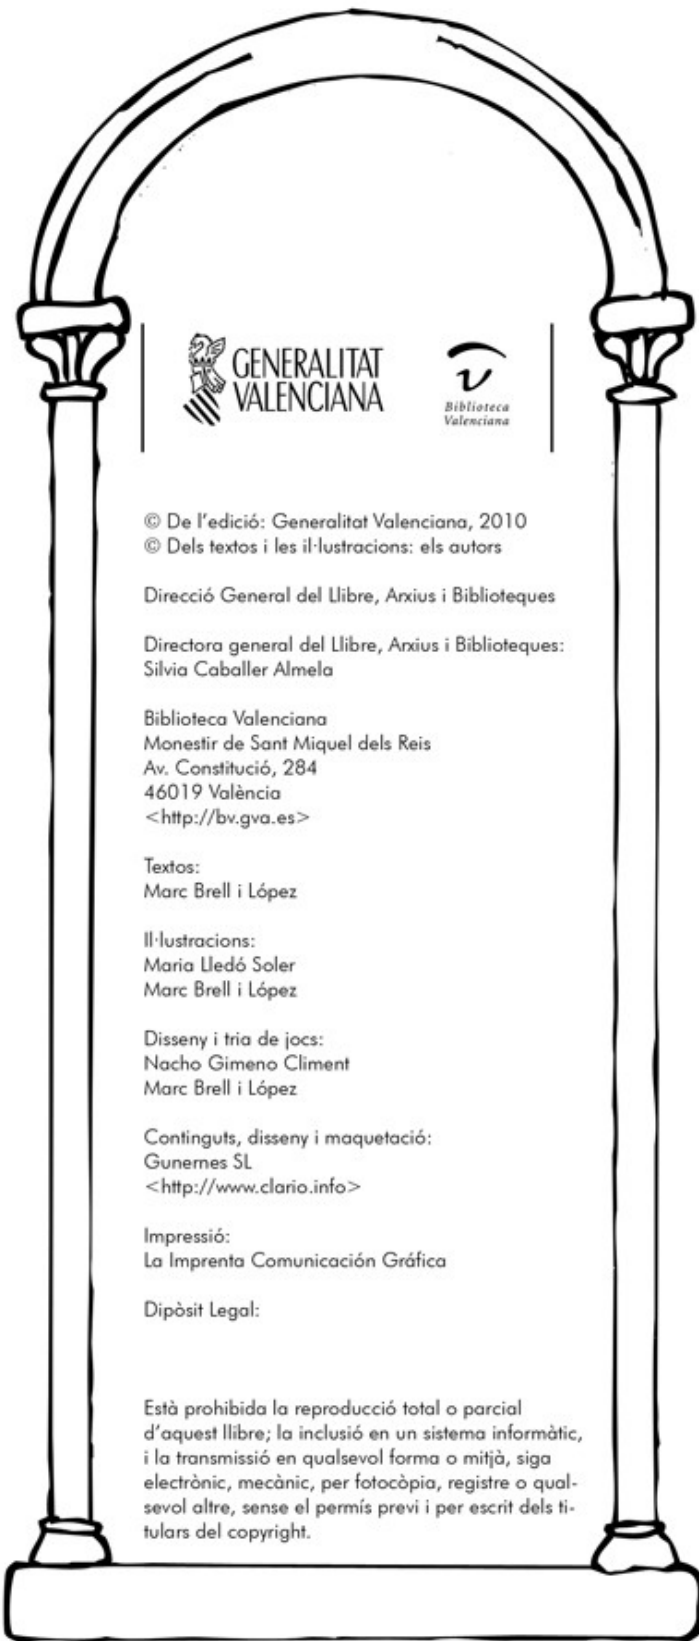 GENERALITAT
VALENCIANA
Biblioteca
Valenciana
© De l'edició: Generalitat Valenciana, 2010
© Dels textos i les il·lustracions: els autors
Direcció General del Llibre, Arxius i Biblioteques
Directora general del Llibre, Arxius i Biblioteques:
Silvia Caballer Almela
Biblioteca Valenciana
Monestir de Sant Miquel dels Reis
Av. Constitució, 284
46019 València
<http://bv.gva.es>
Textos:
Marc Brell i López
Il·lustracions:
Maria Lledó Soler
Marc Brell i López
Disseny i tria de jocs:
Nacho Gimeno Climent
Marc Brell i López
Continguts, disseny i maquetació:
Gunernes SL
<http://www.clario.info>
Impressió:
La Imprenta Comunicación Gráfica
Dipòsit Legal:
Està prohibida la reproducció total o parcial
d'aquest llibre; la inclusió en un sistema informàtic,
i la transmissió en qualsevol forma o mitjà, siga
electrònic, mecànic, per fotocòpia, registre o qual-
sevol altre, sense el permís previ i per escrit dels ti-
tulars del copyright.